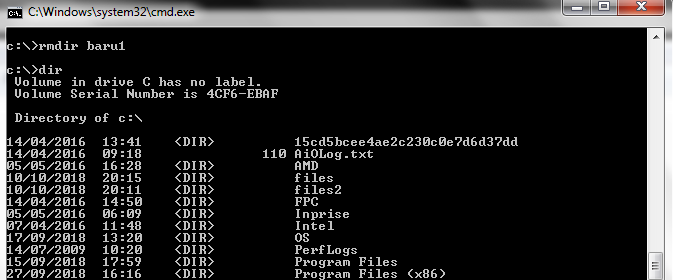 C:\Windows\system32\cmd.exe
c:\>rmdir baru1
c:\>dir
Volume in drive C has no label.
Volume Serial Number is 4CF6-EBAF
Directory of c:\
14/04/2016 13:41 <DIR> 15cd5bcee4ae2c230c0e7d6d37dd
14/04/2016 09:18 110 AiOLog.txt
05/05/2016 16:28 <DIR> AMD
10/10/2018 20:15 <DIR> files
10/10/2018 20:11 <DIR> files2
14/04/2016 14:50 <DIR> FPC
05/05/2016 06:09 <DIR> Inprise
07/04/2016 11:48 <DIR> Intel
17/09/2018 13:20 <DIR> OS
14/07/2009 10:20 <DIR> PerfLogs
15/09/2018 17:59 <DIR> Program Files
27/09/2018 16:16 <DIR> Program Files (x86)